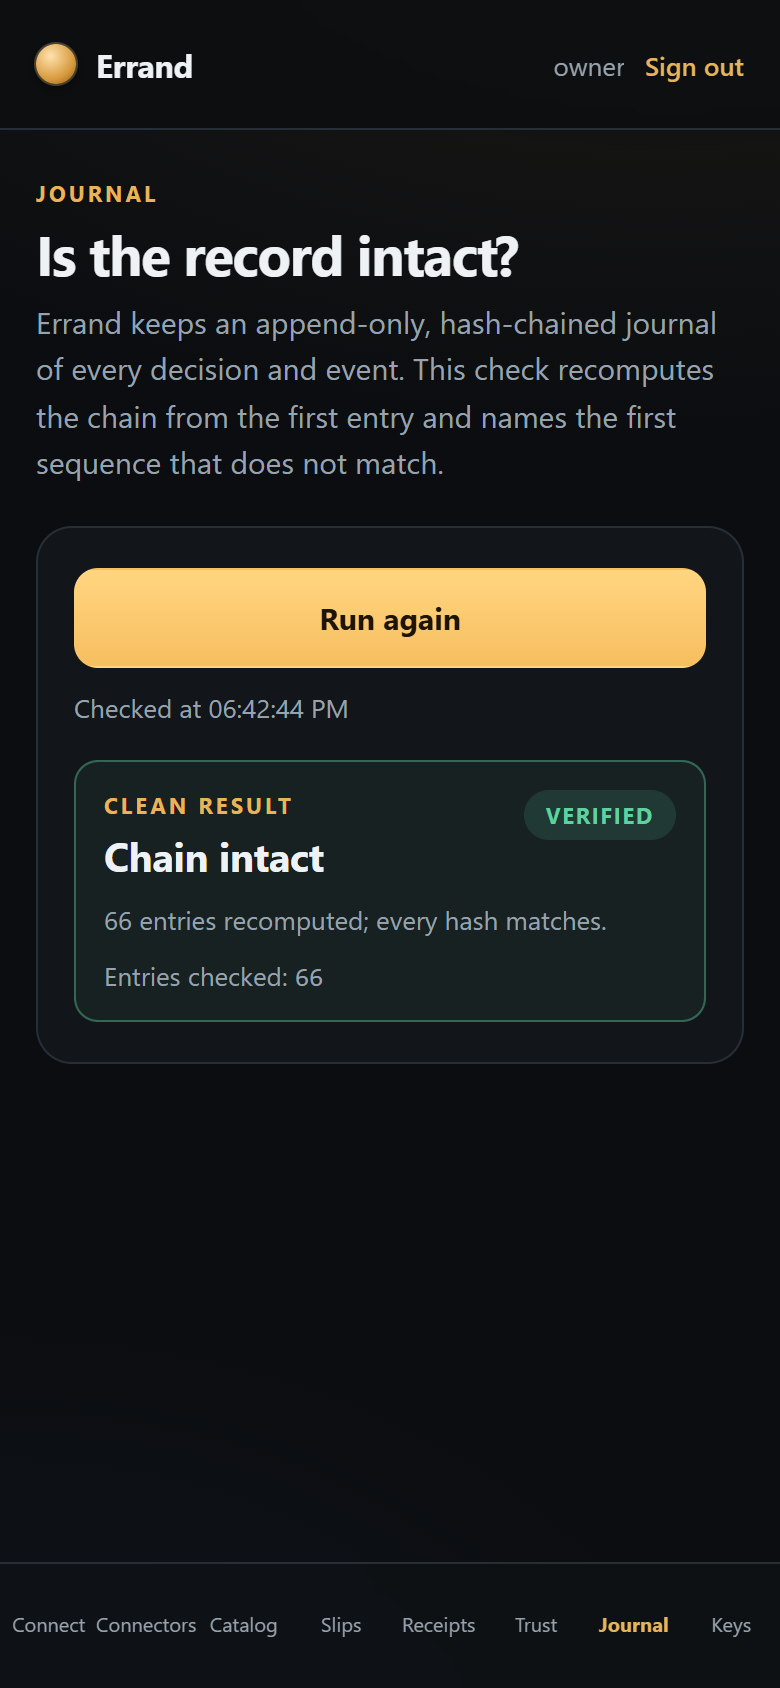 Errand
owner Sign out
JOURNAL
Is the record intact?
Errand keeps an append-only, hash-chained journal
of every decision and event. This check recomputes
the chain from the first entry and names the first
sequence that does not match.
Run again
Checked at 06:42:44 PM
CLEAN RESULT
VERIFIED
Chain intact
66 entries recomputed; every hash matches.
Entries checked: 66
Connect Connectors Catalog Slips Receipts Trust Journal Keys